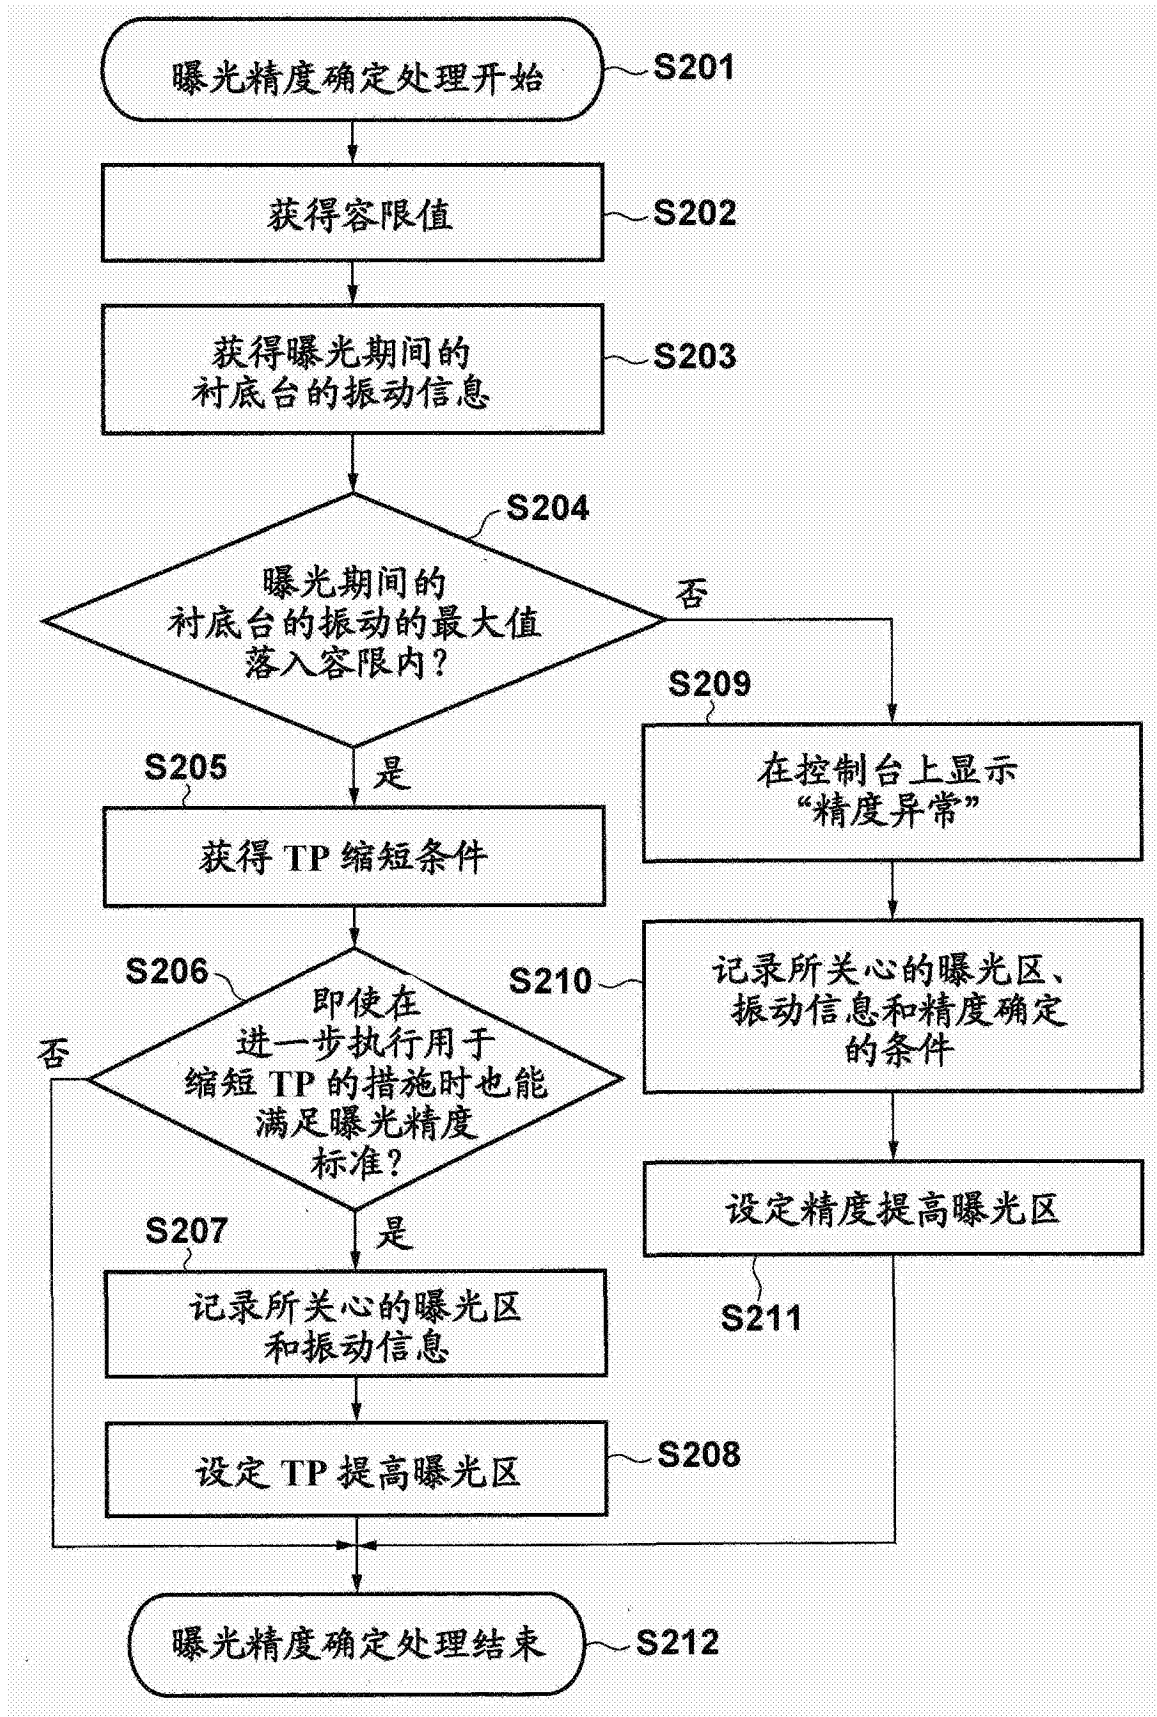 曝光精度确定处理开始
S201
获得容限值
S202
获得曝光期间的
衬底台的振动信息
S203
S204
曝光期间的
衬底台的振动的最大值
落入容限内？
否
是
S205
获得 TP 缩短条件
S206
即使在
进一步执行用于
缩短 TP 的措施时也能
满足曝光精度
标准？
否
是
S207
记录所关心的曝光区
和振动信息
设定 TP 提高曝光区
S208
S209
在控制台上显示
“精度异常”
S210
记录所关心的曝光区、
振动信息和精度确定
的条件
设定精度提高曝光区
S211
曝光精度确定处理结束
S212